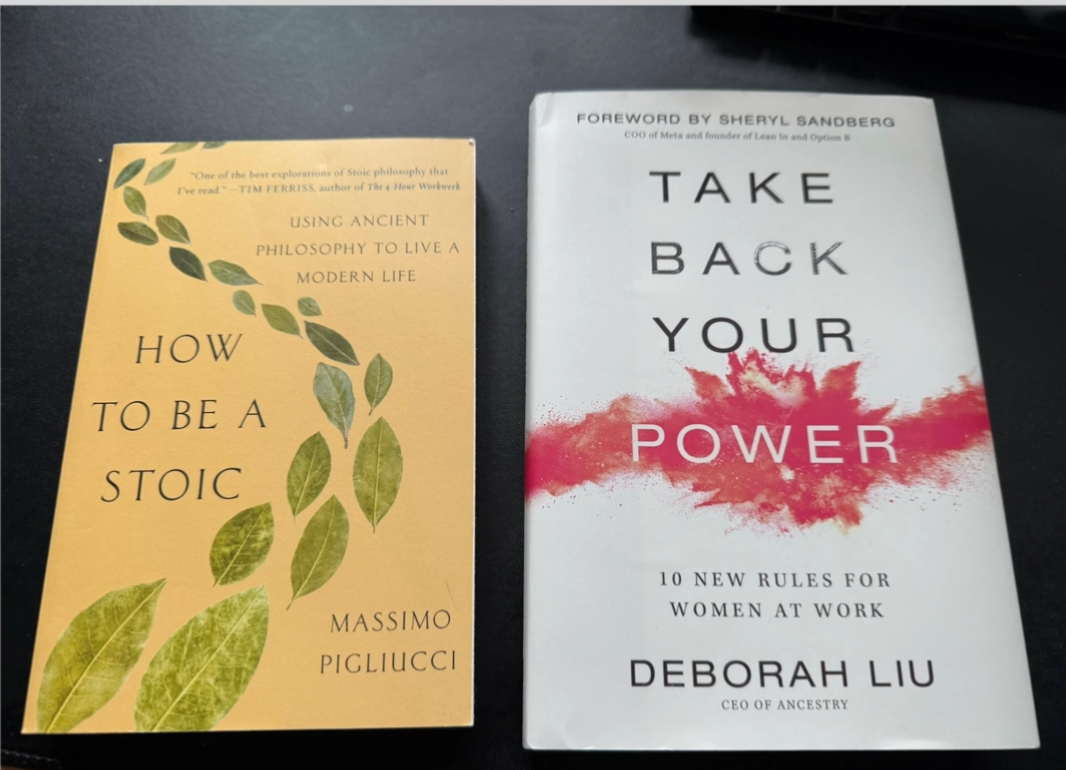 "One of the best explorations of Stoic philosophy that
I've read." —TIM FERRISS, author of The 4-Hour Workweek
USING ANCIENT
PHILOSOPHY TO LIVE A
MODERN LIFE
HOW
TO BE A
STOIC
MASSIMO
PIGLIUCCI
FOREWORD BY SHERYL SANDBERG
COO of Meta and founder of Lean In and Option B
TAKE
BACK
YOUR
POWER
10 NEW RULES FOR
WOMEN AT WORK
DEBORAH LIU
CEO OF ANCESTRY